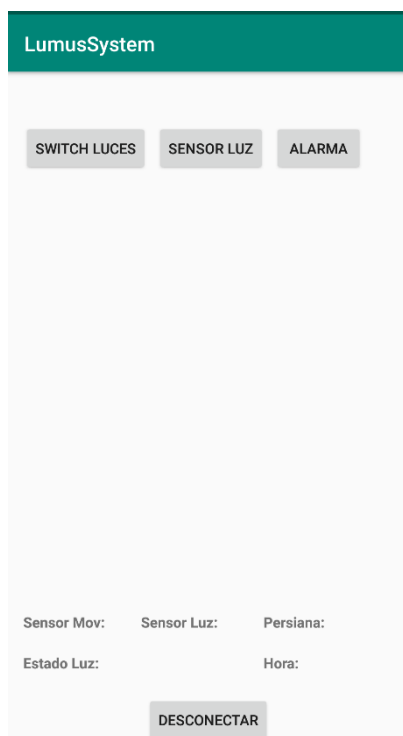 LumusSystem
SWITCH LUCES SENSOR LUZ ALARMA
Sensor Mov: Sensor Luz: Persiana:
Estado Luz: Hora:
DESCONECTAR